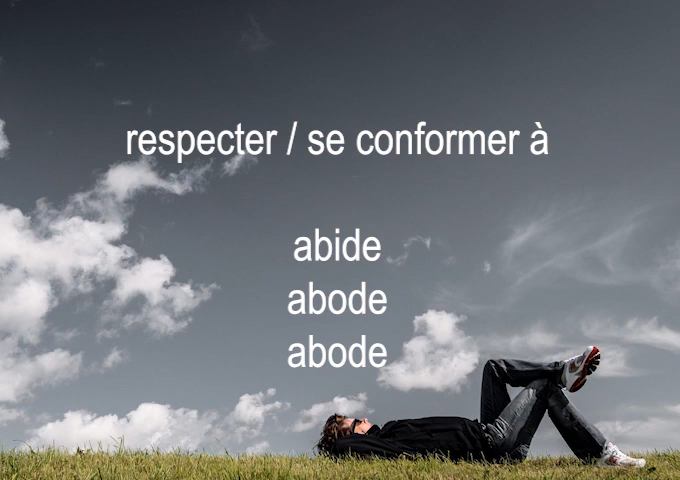 respecter / se conformer à
abide
abode
abode